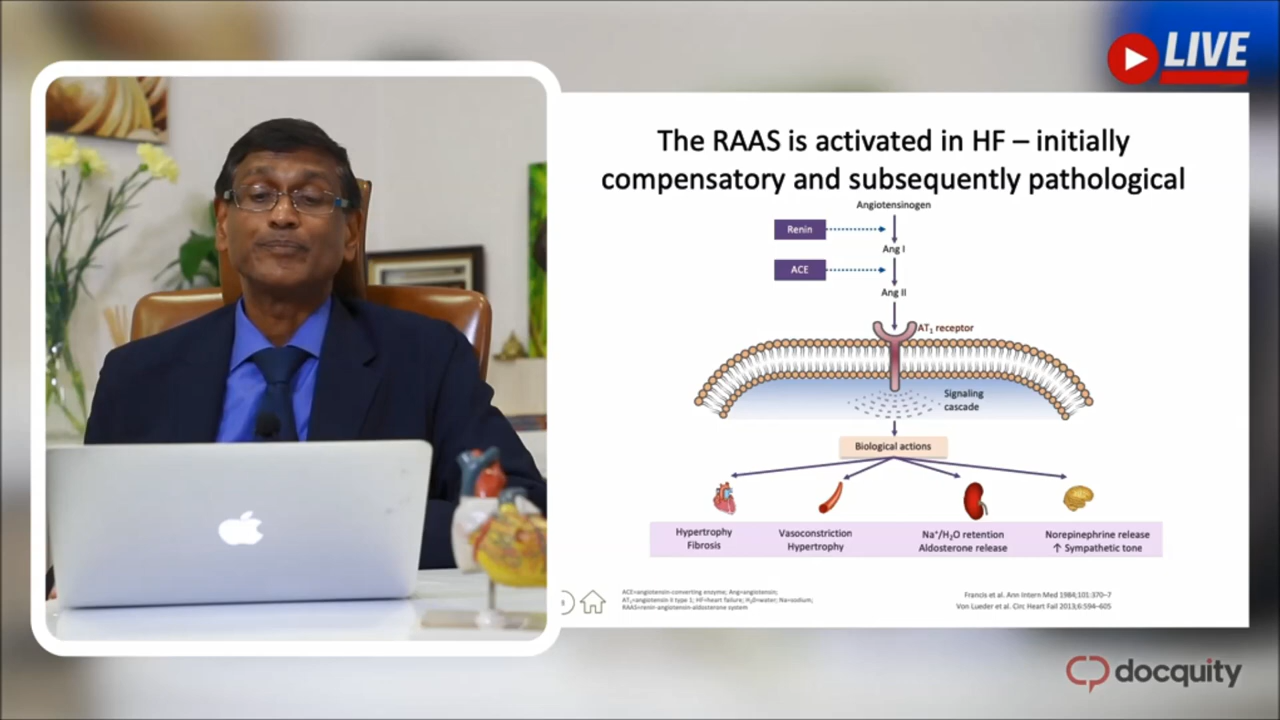 LIVE
The RAAS is activated in HF – initially
compensatory and subsequently pathological
Angiotensinogen
Renin
Ang I
ACE
Ang II
AT₁ receptor
Signaling
cascade
Biological actions
Hypertrophy
Fibrosis
Vasoconstriction
Hypertrophy
Na⁺/H₂O retention
Aldosterone release
Norepinephrine release
↑ Sympathetic tone
ACE=angiotensin-converting enzyme; Ang=angiotensin;
AT₁=angiotensin II type 1; HF=heart failure; H₂O=water; Na=sodium;
RAAS=renin-angiotensin-aldosterone system
Francis et al. Ann Intern Med 1984;101:370–7
Von Lueder et al. Circ Heart Fail 2013;6:594–605
docquity